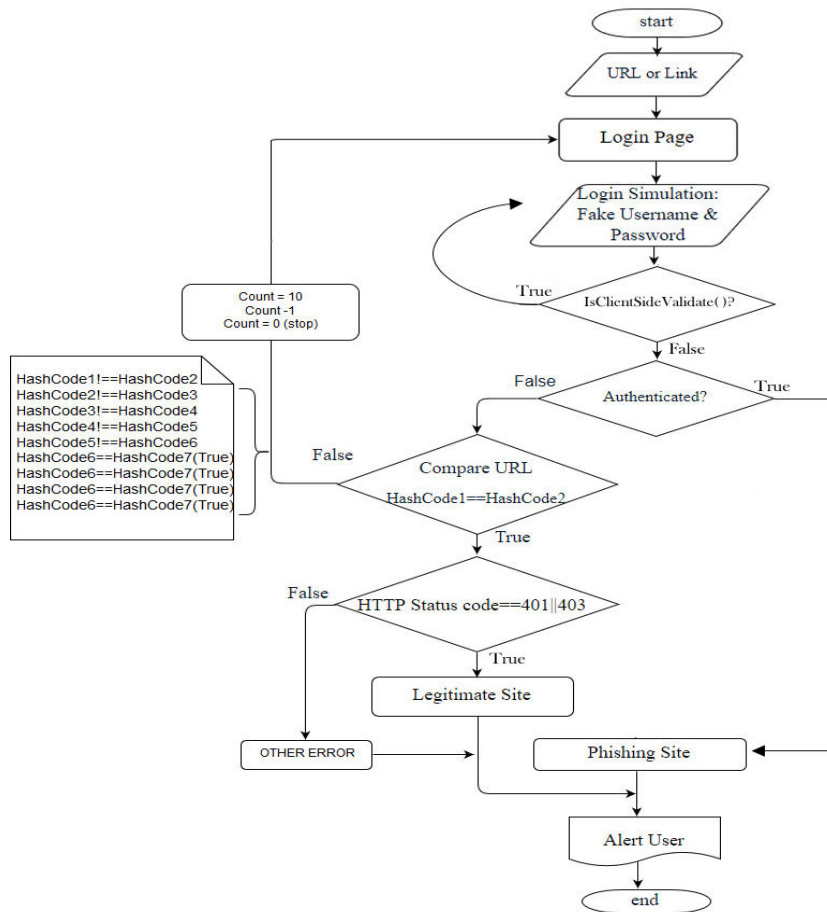 start
URL or Link
Login Page
Login Simulation:
Fake Username &
Password
True
IsClientSideValidate( )?
False
Count = 10
Count -1
Count = 0 (stop)
False
Authenticated?
True
HashCode1!==HashCode2
HashCode2!==HashCode3
HashCode3!==HashCode4
HashCode4!==HashCode5
HashCode5!==HashCode6
HashCode6==HashCode7(True)
HashCode6==HashCode7(True)
HashCode6==HashCode7(True)
HashCode6==HashCode7(True)
False
Compare URL
HashCode1==HashCode2
True
False
HTTP Status code==401||403
True
Legitimate Site
OTHER ERROR
Phishing Site
Alert User
end